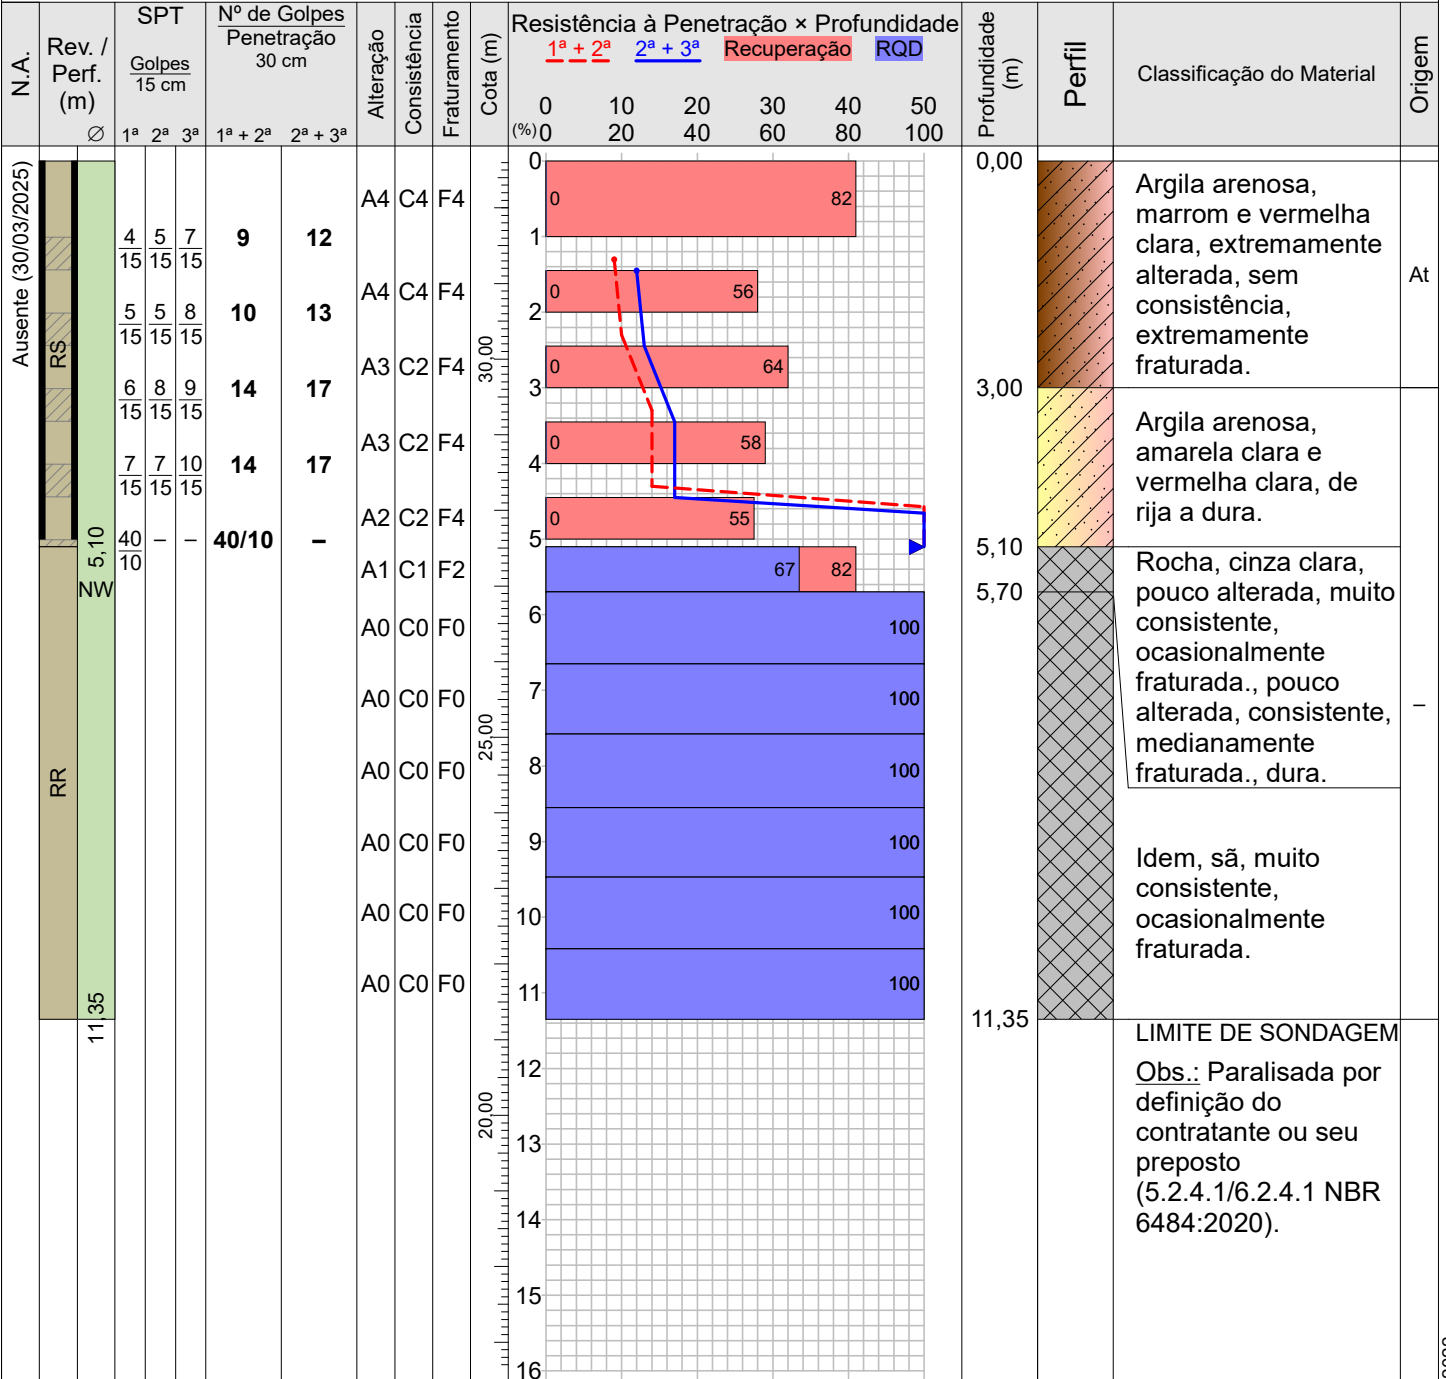 N.A.
Rev. /
Perf.
(m)
Ø
SPT
Golpes
15 cm
1ª 2ª 3ª
Nº de Golpes
Penetração
30 cm
1ª + 2ª 2ª + 3ª
Alteração
Consistência
Fraturamento
Cota (m)
Resistência à Penetração × Profundidade
1ª + 2ª 2ª + 3ª Recuperação RQD
0 10 20 30 40 50
(%) 0 20 40 60 80 100
Profundidade
(m)
Perfil
Classificação do Material
Origem
Ausente (30/03/2025)
RS
RR
5,10
NW
11,35
4 5 7
15 15 15
9 12
5 5 8
15 15 15
10 13
6 8 9
15 15 15
14 17
7 7 10
15 15 15
14 17
40 – – 40/10 –
10
A4 C4 F4
A4 C4 F4
A3 C2 F4
A3 C2 F4
A2 C2 F4
A1 C1 F2
A0 C0 F0
A0 C0 F0
A0 C0 F0
A0 C0 F0
A0 C0 F0
A0 C0 F0
30,00
25,00
20,00
0
1
2
3
4
5
6
7
8
9
10
11
12
13
14
15
16
0 82
0 56
0 64
0 58
0 55
67 82
100
100
100
100
100
100
0,00
3,00
5,10
5,70
11,35
Argila arenosa,
marrom e vermelha
clara, extremamente
alterada, sem
consistência,
extremamente
fraturada.
At
Argila arenosa,
amarela clara e
vermelha clara, de
rija a dura.
Rocha, cinza clara,
pouco alterada, muito
consistente,
ocasionalmente
fraturada., pouco
alterada, consistente,
medianamente
fraturada., dura.
–
Idem, sã, muito
consistente,
ocasionalmente
fraturada.
LIMITE DE SONDAGEM
Obs.: Paralisada por
definição do
contratante ou seu
preposto
(5.2.4.1/6.2.4.1 NBR
6484:2020).